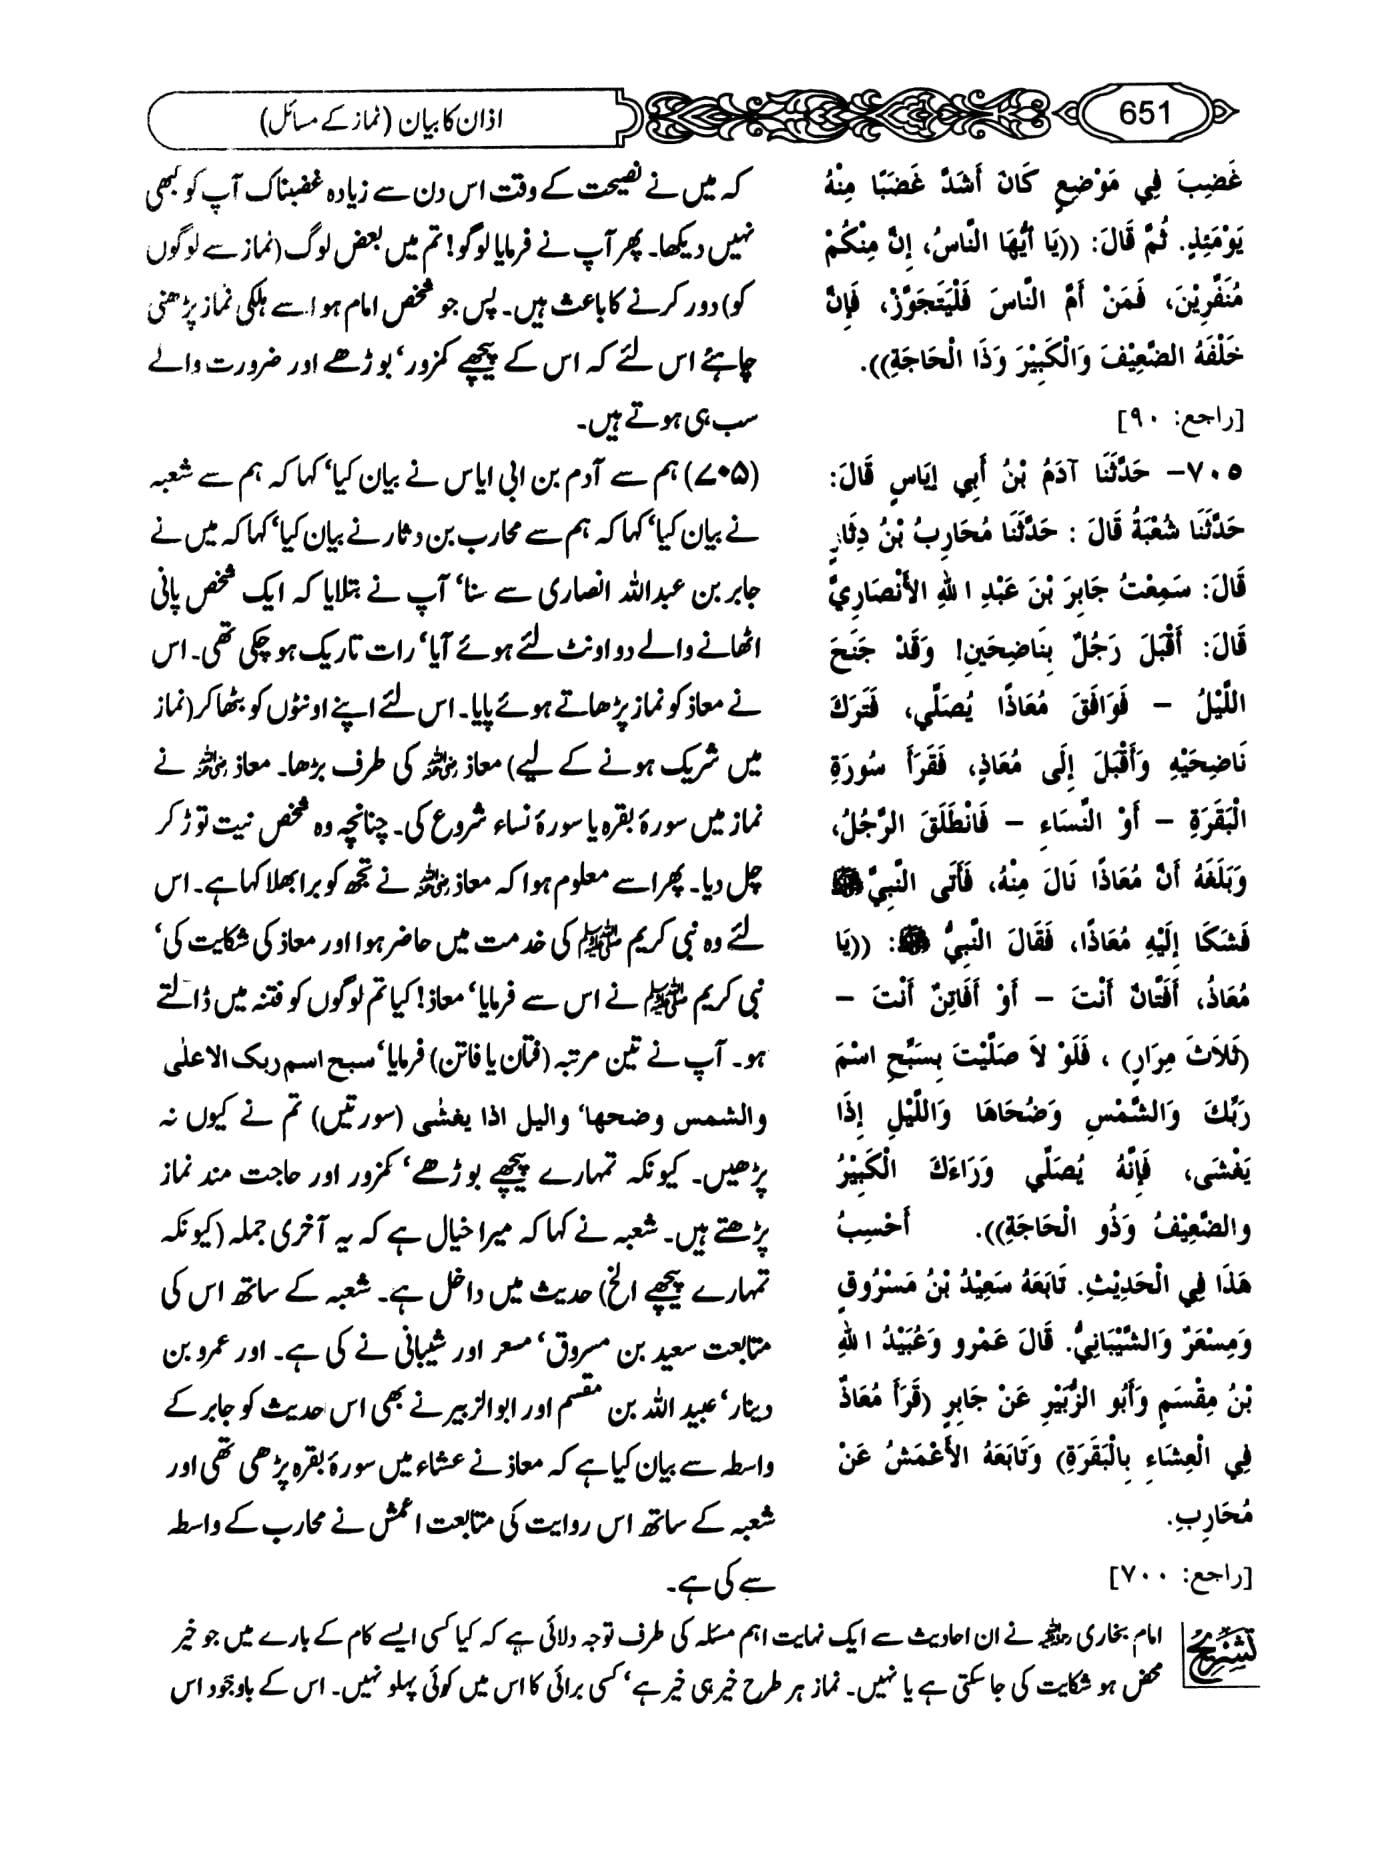 651
اذان کا بیان (نماز کے مسائل)
غَضِبَ فِي مَوْضِعٍ كَانَ أَشَدَّ غَضَبًا مِنْهُ
يَوْمَئِذٍ. ثُمَّ قَالَ: ((يَا أَيُّهَا النَّاسُ، إِنَّ مِنْكُمْ
مُنَفِّرِيْنَ، فَمَنْ أَمَّ النَّاسَ فَلْيَتَجَوَّزْ، فَإِنَّ
خَلْفَهُ الضَّعِيْفَ وَالْكَبِيْرَ وَذَا الْحَاجَةِ)).
[راجع: ٩٠]
٧٠٥- حَدَّثَنَا آدَمُ بْنُ أَبِي إِيَاسٍ قَالَ:
حَدَّثَنَا شُعْبَةُ قَالَ : حَدَّثَنَا مُحَارِبُ بْنُ دِثَارٍ
قَالَ: سَمِعْتُ جَابِرَ بْنَ عَبْدِ اللهِ الأَنْصَارِيَّ
قَالَ: أَقْبَلَ رَجُلٌ بِنَاضِحَينِ! وَقَدْ جَنَحَ
اللَّيْلُ – فَوَافَقَ مُعَاذًا يُصَلِّي، فَتَرَكَ
نَاضِحَيْهِ وَأَقْبَلَ إِلَى مُعَاذٍ، فَقَرَأَ سُورَةِ
الْبَقَرَةِ – أَوْ النَّسَاءِ – فَانْطَلَقَ الرَّجُلُ،
وَبَلَغَهُ أَنَّ مُعَاذًا نَالَ مِنْهُ، فَأَتَى النَّبِيَّ ﷺ
فَشَكَا إِلَيْهِ مُعَاذًا، فَقَالَ النَّبِيُّ ﷺ: ((يَا
مُعَاذُ، أَفَتَّانٌ أَنْتَ – أَوْ أَفَاتِنٌ أَنْتَ –
(ثَلاَثَ مِرَارٍ) ، فَلَوْ لاَ صَلَّيْتَ بِسَبِّحِ اسْمَ
رَبِّكَ وَالشَّمْسِ وَضُحَاهَا وَاللَّيْلِ إِذَا
يَغْشَى، فَإِنَّهُ يُصَلِّي وَرَاءَكَ الْكَبِيْرُ
والضَّعِيْفُ وَذُو الْحَاجَةِ)). أَحْسِبُ
هَذَا فِي الْحَدِيْثِ. تَابَعَهُ سَعِيْدُ بْنُ مَسْرُوقٍ
وَمِسْعَرٌ وَالشَّيْبَانِيُّ. قَالَ عَمْرو وَعُبَيْدُ اللهِ
بْنُ مِقْسَمٍ وَأَبُو الزُّبَيْرِ عَنْ جَابِرٍ (قَرَأَ مُعَاذٌ
فِي الْعِشَاءِ بِالْبَقَرَةِ) وَتَابَعَهُ الأَعْمَشُ عَنْ
مُحَارِبٍ.
[راجع: ٧٠٠]
کہ میں نے نصیحت کے وقت اس دن سے زیادہ غضبناک آپ کو کبھی
نہیں دیکھا۔ پھر آپ نے فرمایا لوگو! تم میں بعض لوگ (نماز سے لوگوں
کو) دور کرنے کا باعث ہیں۔ پس جو شخص امام ہو اسے ہلکی نماز پڑھنی
چاہئے اس لئے کہ اس کے پیچھے کمزور‘ بوڑھے اور ضرورت والے
سب ہی ہوتے ہیں۔
(۷۰۵) ہم سے آدم بن ابی ایاس نے بیان کیا‘ کہا کہ ہم سے شعبہ
نے بیان کیا‘ کہا کہ ہم سے محارب بن دثار نے بیان کیا‘ کہا کہ میں نے
جابر بن عبداللہ انصاری سے سنا‘ آپ نے بتلایا کہ ایک شخص پانی
اٹھانے والے دو اونٹ لئے ہوئے آیا‘ رات تاریک ہو چکی تھی۔ اس
نے معاذ کو نماز پڑھاتے ہوئے پایا۔ اس لئے اپنے اونٹوں کو بٹھا کر (نماز
میں شریک ہونے کے لیے) معاذ رضی اللہ عنہ کی طرف بڑھا۔ معاذ رضی اللہ عنہ نے
نماز میں سورۂ بقرہ یا سورۂ نساء شروع کی۔ چنانچہ وہ شخص نیت توڑ کر
چل دیا۔ پھر اسے معلوم ہوا کہ معاذ رضی اللہ عنہ نے تجھ کو برا بھلا کہا ہے۔ اس
لئے وہ نبی کریم ﷺ کی خدمت میں حاضر ہوا اور معاذ کی شکایت کی‘
نبی کریم ﷺ نے اس سے فرمایا‘ معاذ! کیا تم لوگوں کو فتنہ میں ڈالتے
ہو۔ آپ نے تین مرتبہ (فتان یا فاتن) فرمایا‘ سبح اسم ربک الاعلی
والشمس وضحها‘ والیل اذا یغشی (سورتیں) تم نے کیوں نہ
پڑھیں۔ کیونکہ تمہارے پیچھے بوڑھے‘ کمزور اور حاجت مند نماز
پڑھتے ہیں۔ شعبہ نے کہا کہ میرا خیال ہے کہ یہ آخری جملہ (کیونکہ
تمہارے پیچھے الخ) حدیث میں داخل ہے۔ شعبہ کے ساتھ اس کی
متابعت سعید بن مسروق‘ مسعر اور شیبانی نے کی ہے۔ اور عمرو بن
دینار‘ عبید اللہ بن مقسم اور ابوالزبیر نے بھی اس حدیث کو جابر کے
واسطہ سے بیان کیا ہے کہ معاذ نے عشاء میں سورۂ بقرہ پڑھی تھی اور
شعبہ کے ساتھ اس روایت کی متابعت اعمش نے محارب کے واسطہ
سے کی ہے۔
تشریح
امام بخاری رحمہ اللہ نے ان احادیث سے ایک نہایت اہم مسئلہ کی طرف توجہ دلائی ہے کہ کیا کسی ایسے کام کے بارے میں جو خیر
محض ہو شکایت کی جا سکتی ہے یا نہیں۔ نماز ہر طرح خیر ہی خیر ہے‘ کسی برائی کا اس میں کوئی پہلو نہیں۔ اس کے باوجود اس